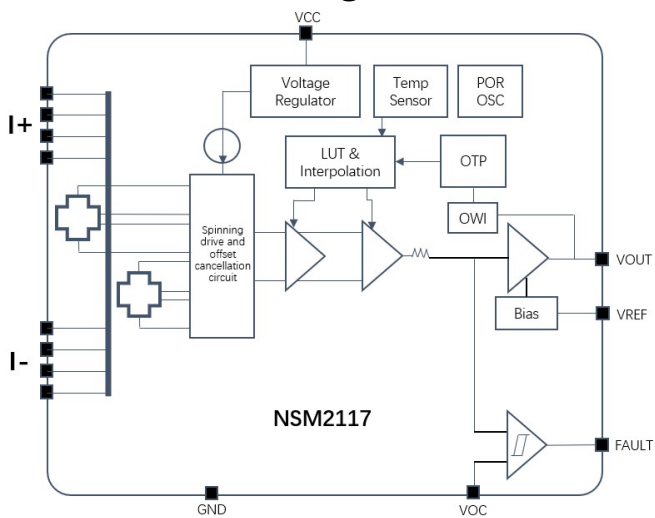 VCC
Voltage
Regulator
Temp
Sensor
POR
OSC
I+
LUT &
Interpolation
OTP
OWI
Spinning
drive and
offset
cancellation
circuit
VOUT
Bias
VREF
I-
NSM2117
FAULT
GND
VOC